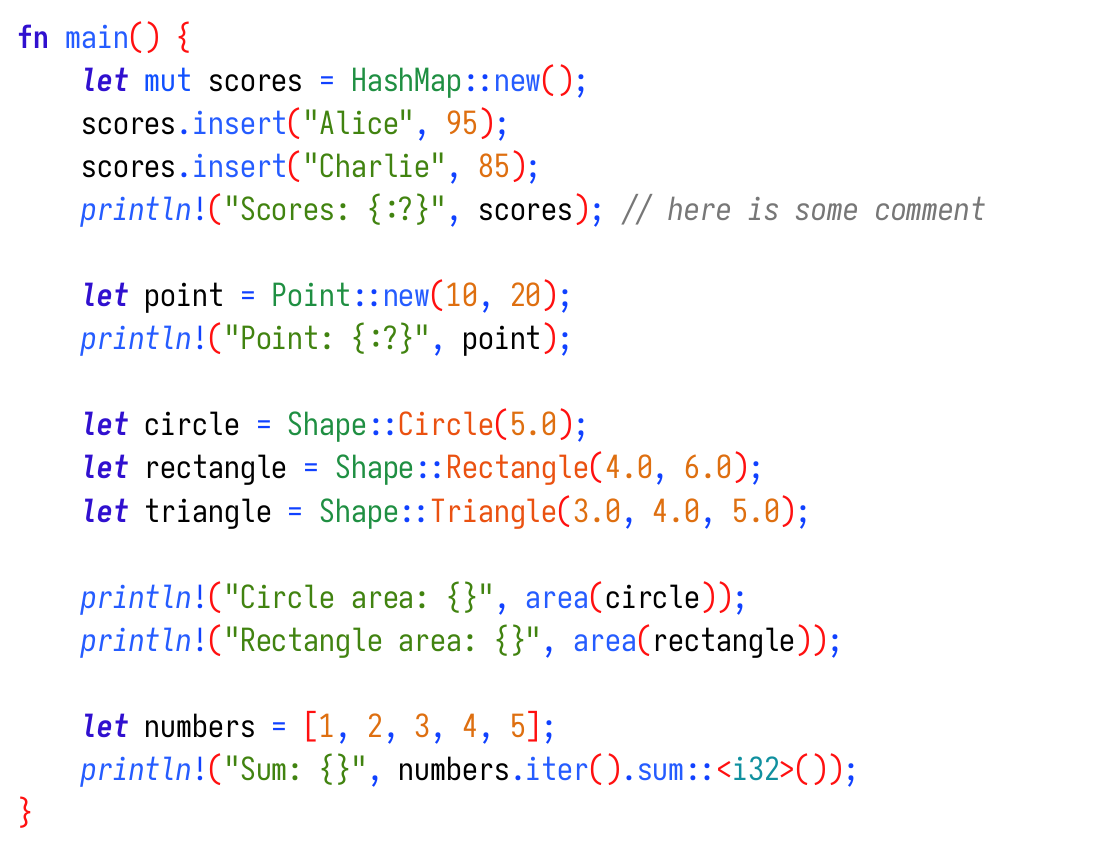 fn main() {
    let mut scores = HashMap::new();
    scores.insert("Alice", 95);
    scores.insert("Charlie", 85);
    println!("Scores: {:?}", scores); // here is some comment

    let point = Point::new(10, 20);
    println!("Point: {:?}", point);

    let circle = Shape::Circle(5.0);
    let rectangle = Shape::Rectangle(4.0, 6.0);
    let triangle = Shape::Triangle(3.0, 4.0, 5.0);

    println!("Circle area: {}", area(circle));
    println!("Rectangle area: {}", area(rectangle));

    let numbers = [1, 2, 3, 4, 5];
    println!("Sum: {}", numbers.iter().sum::<i32>());
}